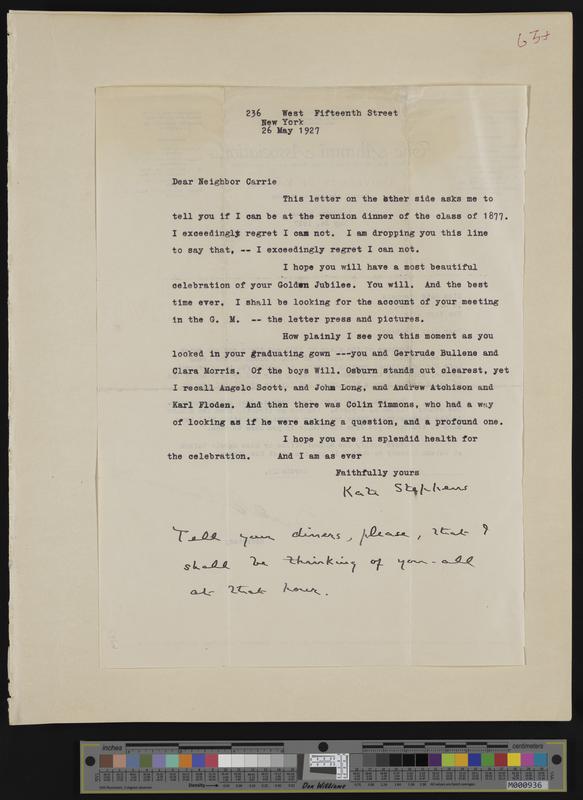 65+
236 West Fifteenth Street
New York
26 May 1927
Dear Neighbor Carrie
This letter on the other side asks me to
tell you if I can be at the reunion dinner of the class of 1877.
I exceedingly regret I can not. I am dropping you this line
to say that, -- I exceedingly regret I can not.
I hope you will have a most beautiful
celebration of your Golden Jubilee. You will. And the best
time ever. I shall be looking for the account of your meeting
in the G. M. -- the letter press and pictures.
How plainly I see you this moment as you
looked in your graduating gown ---you and Gertrude Bullene and
Clara Morris. Of the boys Will. Osburn stands out clearest, yet
I recall Angelo Scott, and John Long, and Andrew Atchison and
Karl Floden. And then there was Colin Timmons, who had a way
of looking as if he were asking a question, and a profound one.
I hope you are in splendid health for
the celebration. And I am as ever
Faithfully yours
Kate Stephens
Tell your diners, please, that I
shall be thinking of you-all
at that hour.
inches
centimeters
Density
Don Williams
M000936